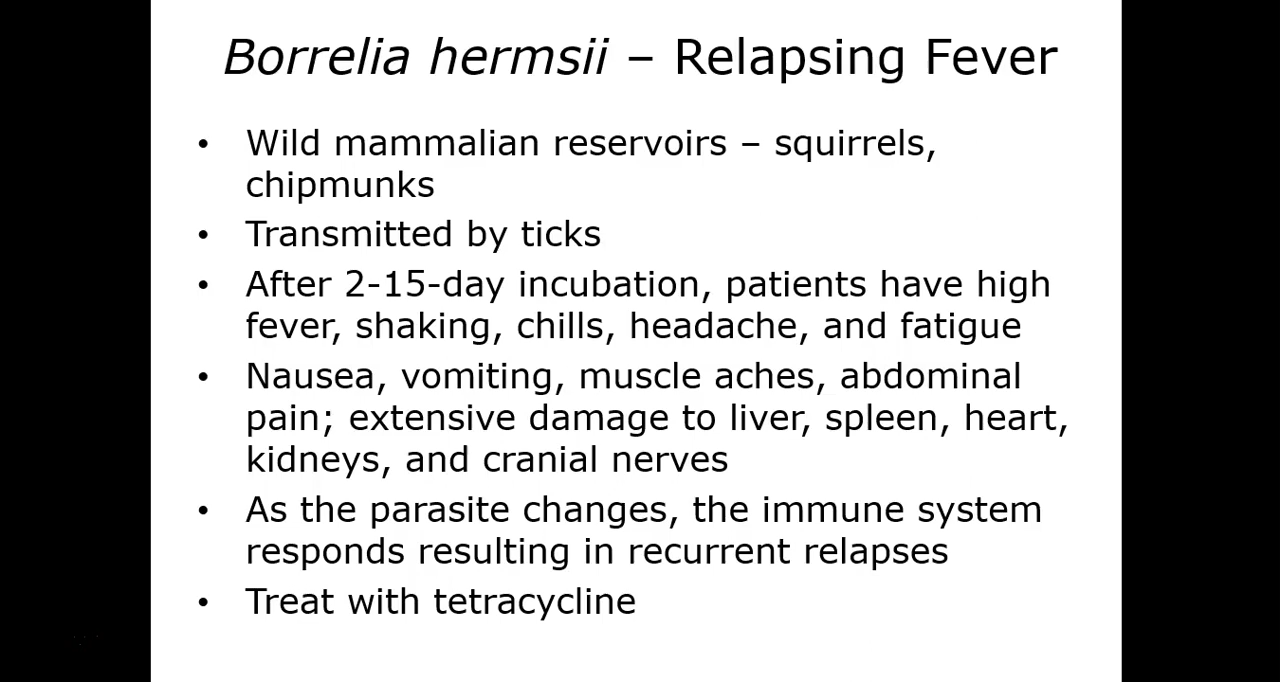 Borrelia hermsii – Relapsing Fever
• Wild mammalian reservoirs – squirrels,
chipmunks
• Transmitted by ticks
• After 2-15-day incubation, patients have high
fever, shaking, chills, headache, and fatigue
• Nausea, vomiting, muscle aches, abdominal
pain; extensive damage to liver, spleen, heart,
kidneys, and cranial nerves
• As the parasite changes, the immune system
responds resulting in recurrent relapses
• Treat with tetracycline